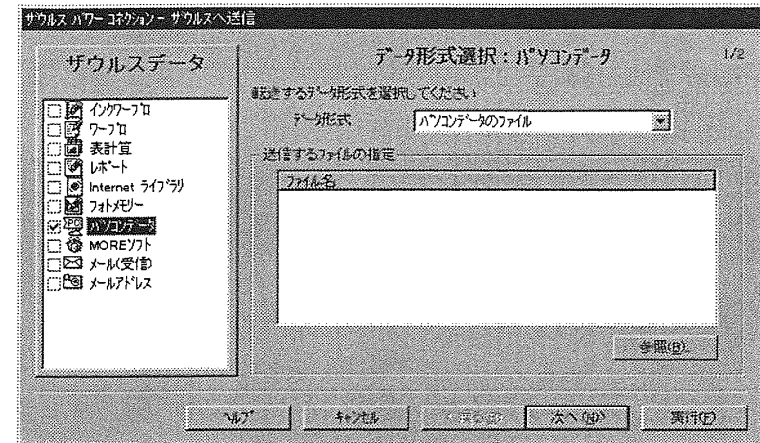 ザウルス パワー コネクション - ザウルスへ送信
ザウルスデータ
インクワープロ
ワープロ
表計算
レポート
Internet ライブラリ
フォトメモリー
パソコンデータ
MOREソフト
メール(受信)
メールアドレス
データ形式選択:パソコンデータ
1/2
転送するデータ形式を選択してください
データ形式
パソコンデータのファイル
送信するファイルの指定
ファイル名
参照(B)...
ヘルプ
キャンセル
< 戻る(B)
次へ(N)>
実行(E)